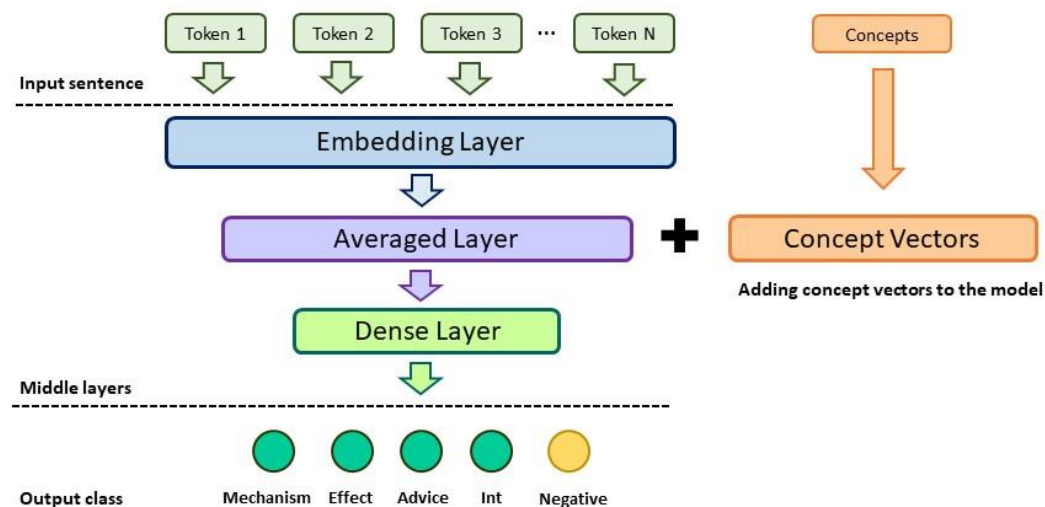 Token 1
Token 2
Token 3
...
Token N
Concepts
Input sentence
Embedding Layer
Averaged Layer
+
Concept Vectors
Adding concept vectors to the model
Dense Layer
Middle layers
Mechanism
Effect
Advice
Int
Negative
Output class